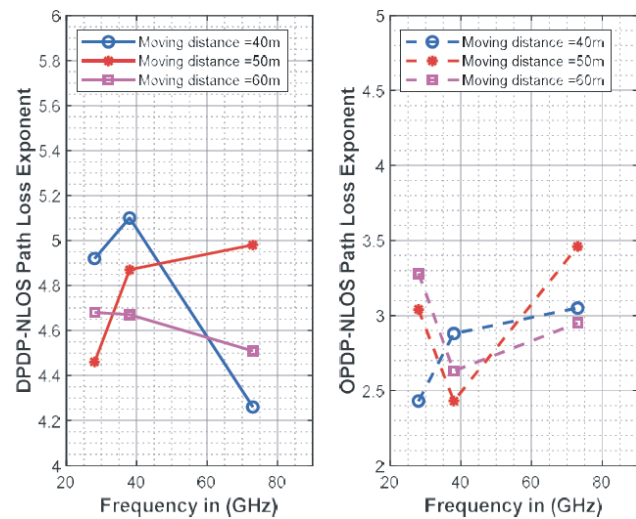 DPDP-NLOS Path Loss Exponent
6
5.8
5.6
5.4
5.2
5
4.8
4.6
4.4
4.2
4
Moving distance =40m
Moving distance =50m
Moving distance =60m
20
40
60
80
Frequency in (GHz)
OPDP-NLOS Path Loss Exponent
5
4.5
4
3.5
3
2.5
2
Moving distance =40m
Moving distance =50m
Moving distance =60m
20
40
60
80
Frequency in (GHz)